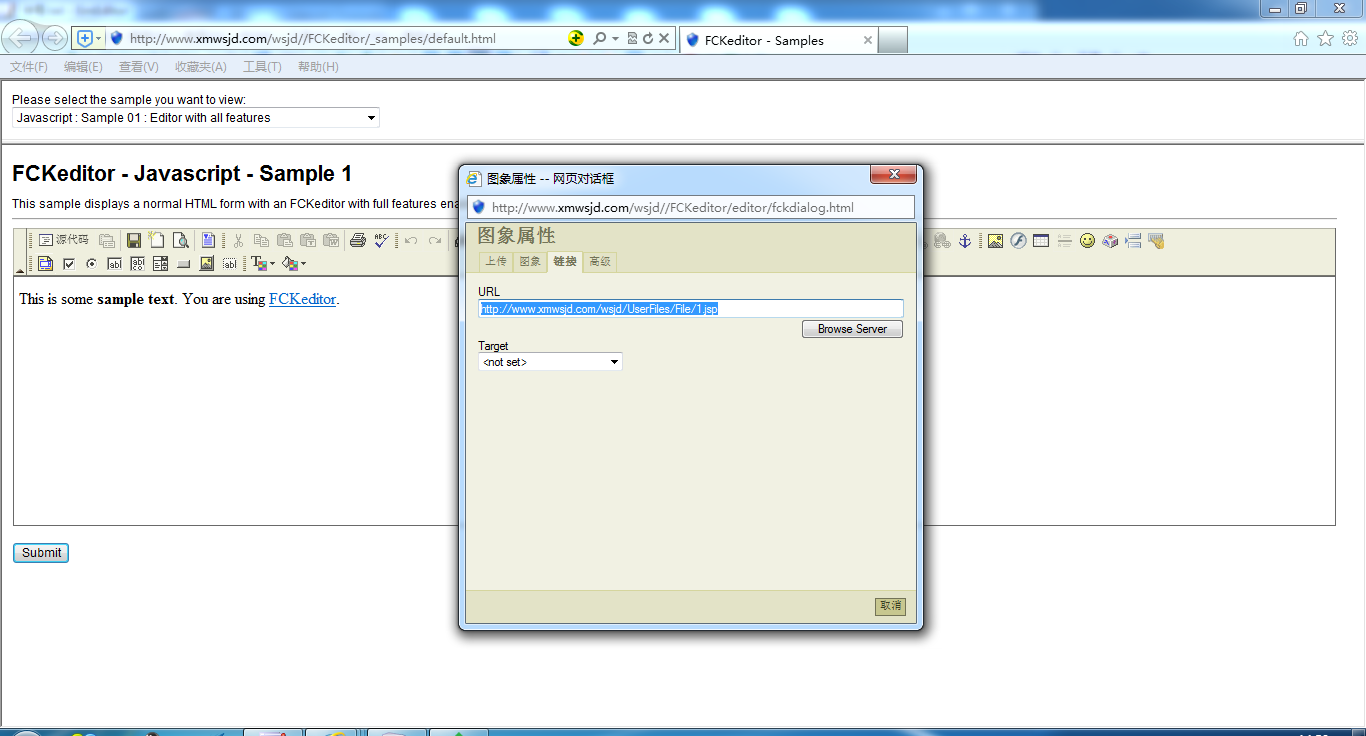 http://www.xmwsjd.com/wsjd//FCKeditor/_samples/default.html
FCKeditor - Samples
文件(F) 编辑(E) 查看(V) 收藏夹(A) 工具(T) 帮助(H)
Please select the sample you want to view:
Javascript : Sample 01 : Editor with all features
FCKeditor - Javascript - Sample 1
This sample displays a normal HTML form with an FCKeditor with full features
源代码
This is some sample text. You are using FCKeditor.
Submit
图象属性 -- 网页对话框
http://www.xmwsjd.com/wsjd//FCKeditor/editor/fckdialog.html
图象属性
上传 图象 链接 高级
URL
http://www.xmwsjd.com/wsjd/UserFiles/File/1.jsp
Browse Server
Target
<not set>
取消